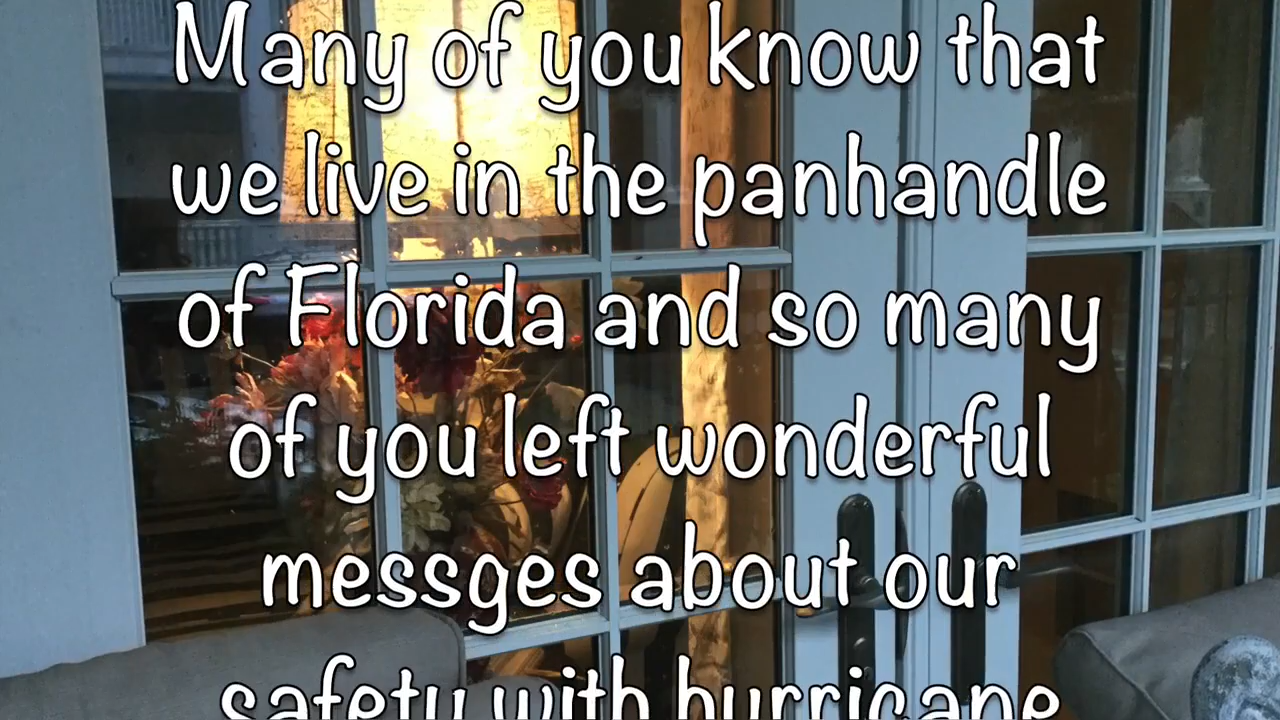 Many of you know that
we live in the panhandle
of Florida and so many
of you left wonderful
messges about our
safety with hurricane